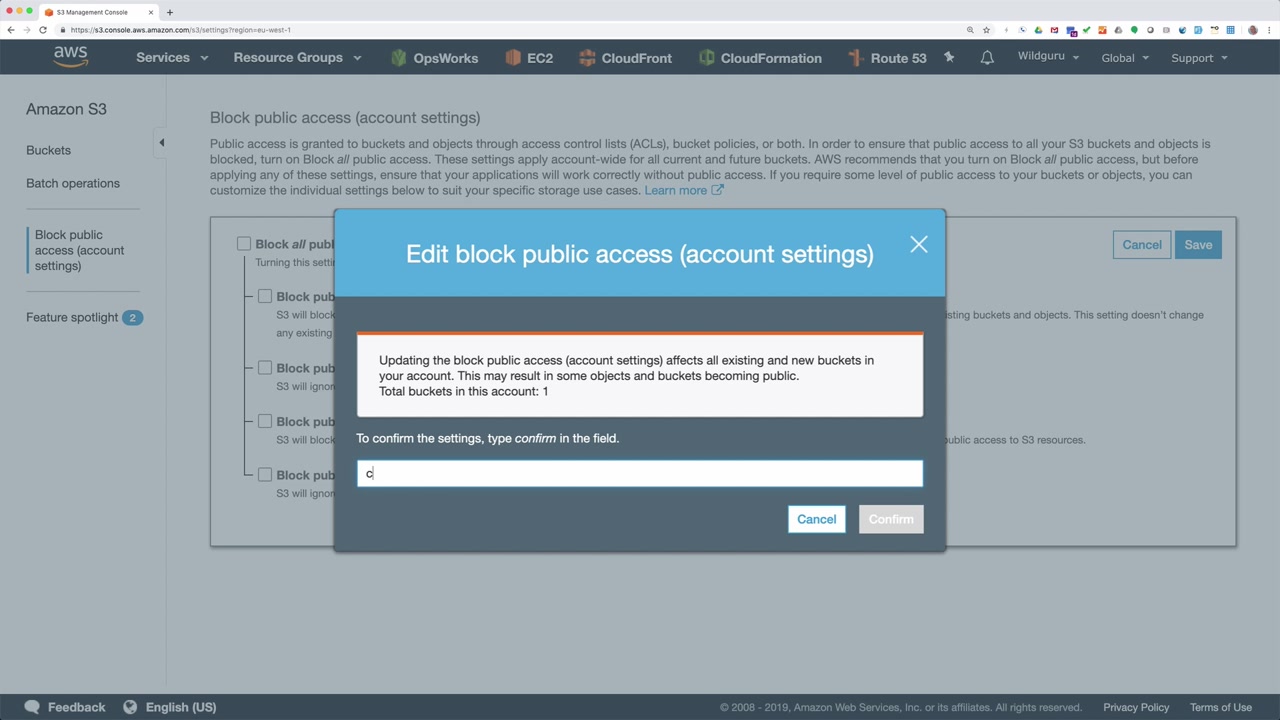 S3 Management Console
https://s3.console.aws.amazon.com/s3/settings?region=eu-west-1
aws
Services
Resource Groups
OpsWorks
EC2
CloudFront
CloudFormation
Route 53
Wildguru
Global
Support
Amazon S3
Buckets
Batch operations
Block public
access (account
settings)
Feature spotlight 2
Block public access (account settings)
Public access is granted to buckets and objects through access control lists (ACLs), bucket policies, or both. In order to ensure that public access to all your S3 buckets and objects is
blocked, turn on Block all public access. These settings apply account-wide for all current and future buckets. AWS recommends that you turn on Block all public access, but before
applying any of these settings, ensure that your applications will work correctly without public access. If you require some level of public access to your buckets or objects, you can
customize the individual settings below to suit your specific storage use cases. Learn more
Block all publ
Turning this settin
Cancel
Save
Block pub
S3 will block
isting buckets and objects. This setting doesn't change
any existing
Block pub
S3 will ignor
Block pub
S3 will block
public access to S3 resources.
Block pub
S3 will ignor
Edit block public access (account settings)
Updating the block public access (account settings) affects all existing and new buckets in
your account. This may result in some objects and buckets becoming public.
Total buckets in this account: 1
To confirm the settings, type confirm in the field.
c
Cancel
Confirm
Feedback
English (US)
© 2008 - 2019, Amazon Web Services, Inc. or its affiliates. All rights reserved.
Privacy Policy
Terms of Use